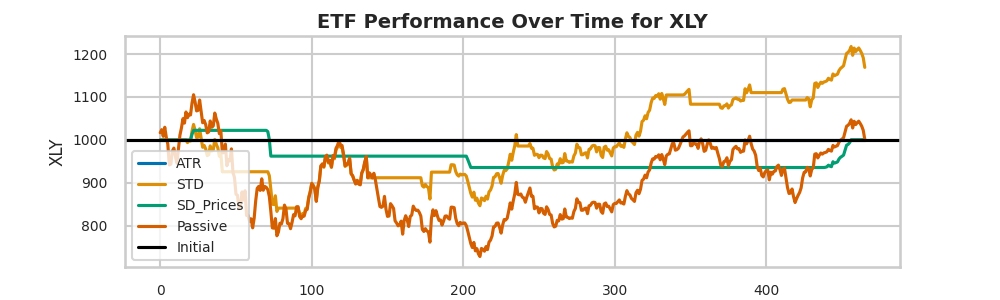 ETF Performance Over Time for XLY
XLY
1200
1100
1000
900
800
ATR
STD
SD_Prices
Passive
Initial
0
100
200
300
400